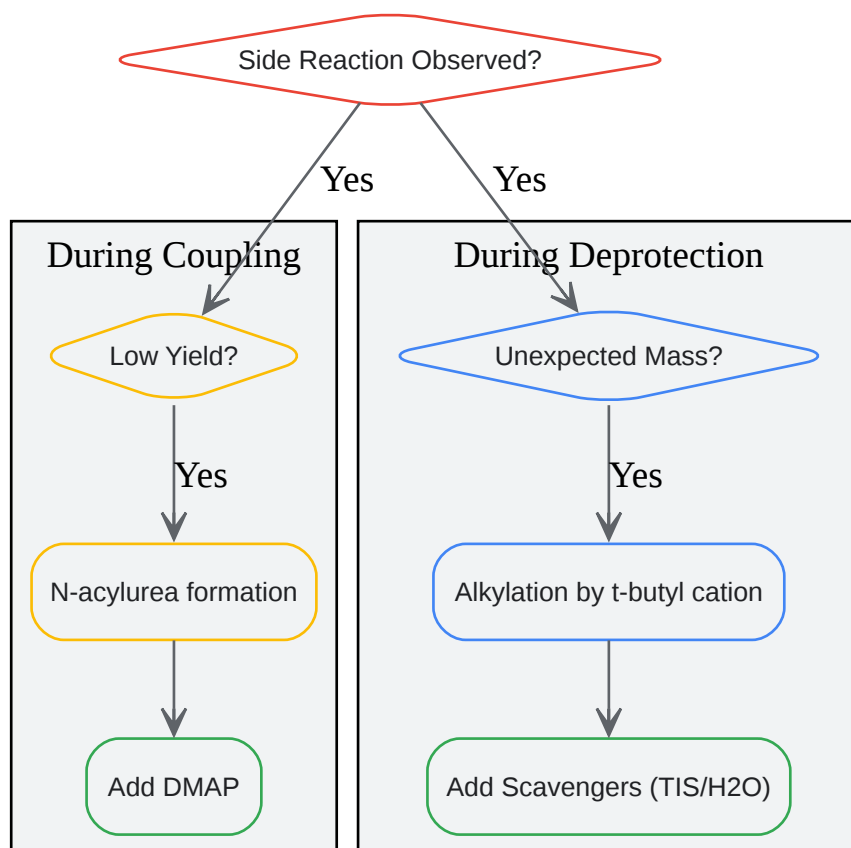 Side Reaction Observed?
Yes
Yes
During Coupling
During Deprotection
Low Yield?
Unexpected Mass?
Yes
Yes
N-acylurea formation
Alkylation by t-butyl cation
Add DMAP
Add Scavengers (TIS/H2O)